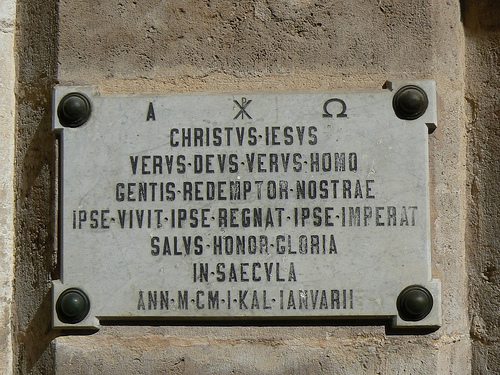 Α ☧ Ω
CHRISTVS·IESVS
VERVS·DEVS·VERVS·HOMO
GENTIS·REDEMPTOR·NOSTRAE
IPSE·VIVIT·IPSE·REGNAT·IPSE·IMPERAT
SALVS·HONOR·GLORIA
IN·SAECVLA
ANN·M·CM·I·KAL·IANVARII